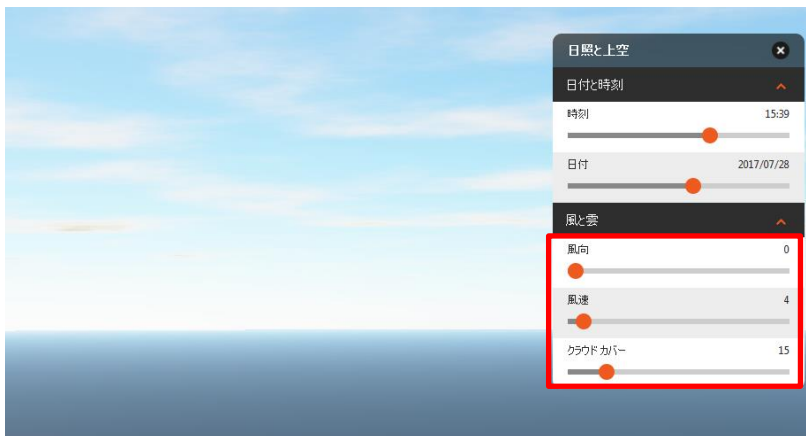 日照と上空
日付と時刻
時刻 15:39
日付 2017/07/28
風と雲
風向 0
風速 4
クラウド カバー 15